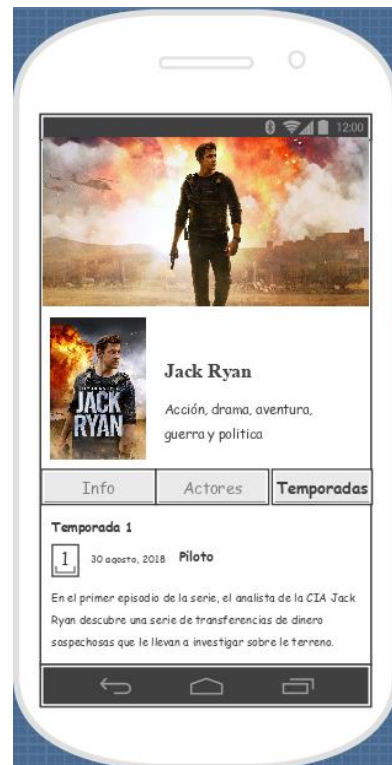 12:00
JACK
RYAN
Jack Ryan
Acción, drama, aventura,
guerra y politica
Info
Actores
Temporadas
Temporada 1
1
30 agosto, 2018
Piloto
En el primer episodio de la serie, el analista de la CIA Jack
Ryan descubre una serie de transferencias de dinero
sospechosas que le llevan a investigar sobre le terreno.